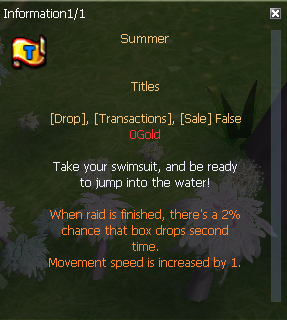 Information1/1
T
Summer
Titles
[Drop], [Transactions], [Sale] False
0Gold
Take your swimsuit, and be ready
to jump into the water!
When raid is finished, there's a 2%
chance that box drops second
time.
Movement speed is increased by 1.